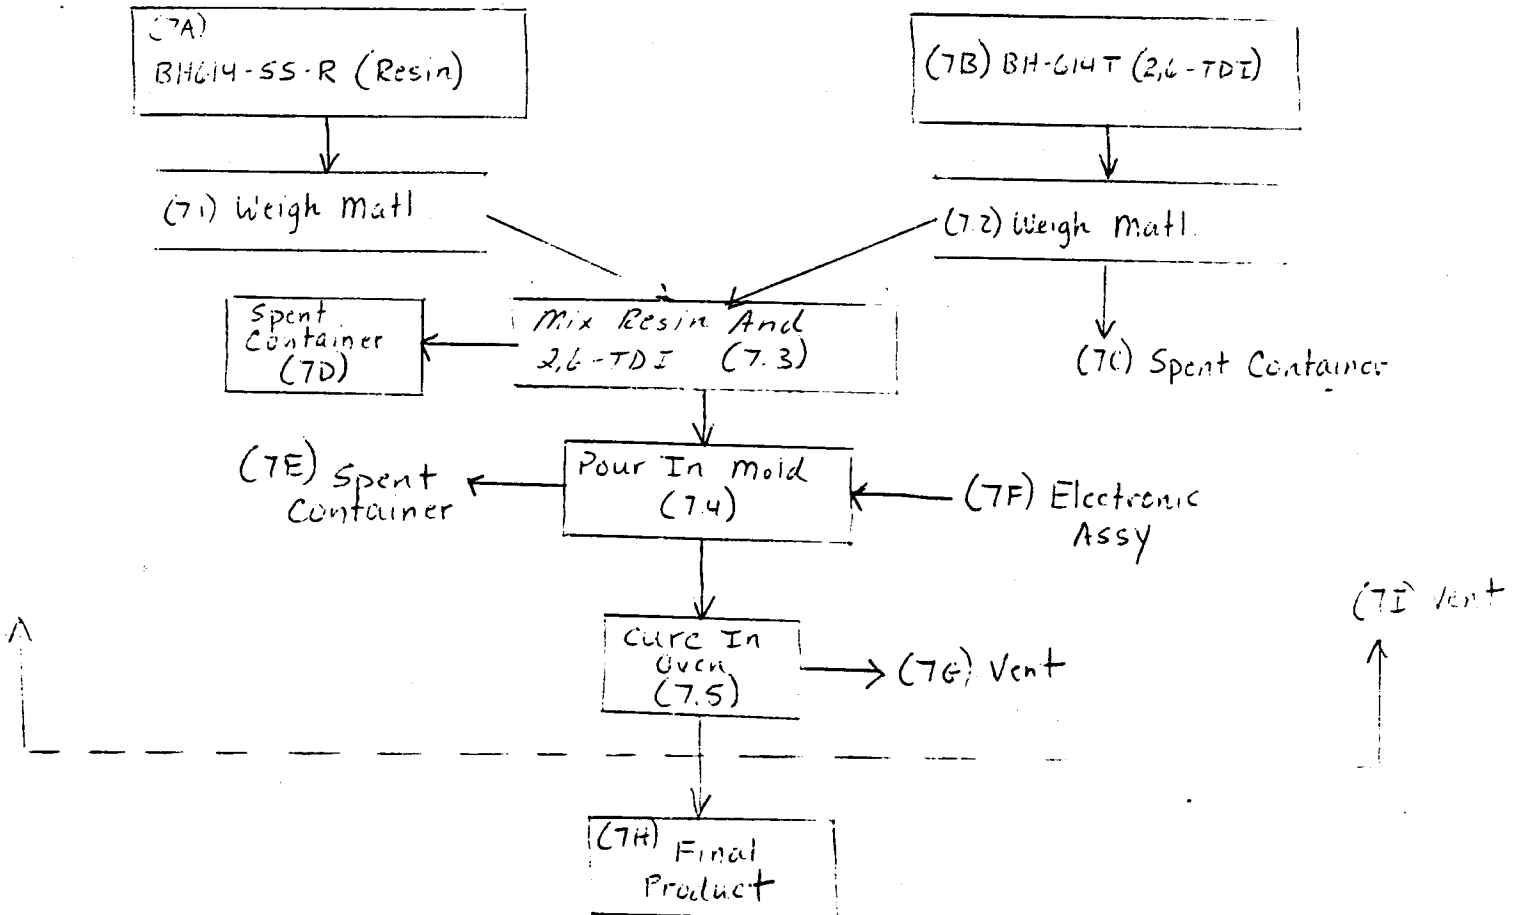 (7A)
BH614-SS-R (Resin)
(7B) BH-614T (2,6-TDI)
(7.1) Weigh Matl
(7.2) Weigh Matl.
Spent
Container
(7D)
Mix Resin And
2,6-TDI (7.3)
(7C) Spent Container
(7E) Spent
Container
Pour In Mold
(7.4)
(7F) Electronic
Assy
(7I) Vent
Cure In
Oven
(7.5)
(7G) Vent
(7H) Final
Product